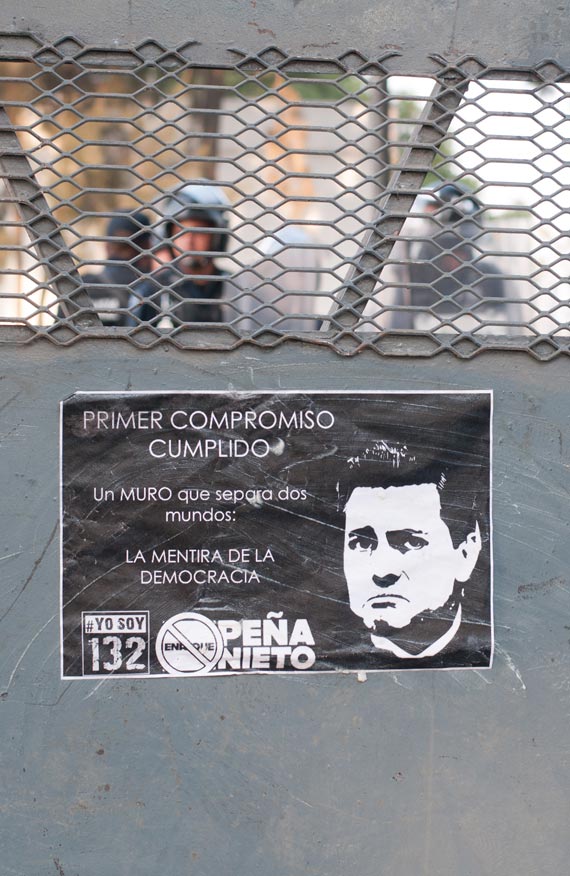 PRIMER COMPROMISO
CUMPLIDO
Un MURO que separa dos
mundos:
LA MENTIRA DE LA
DEMOCRACIA
#YO SOY
132
ENRIQUE
PEÑA
NIETO